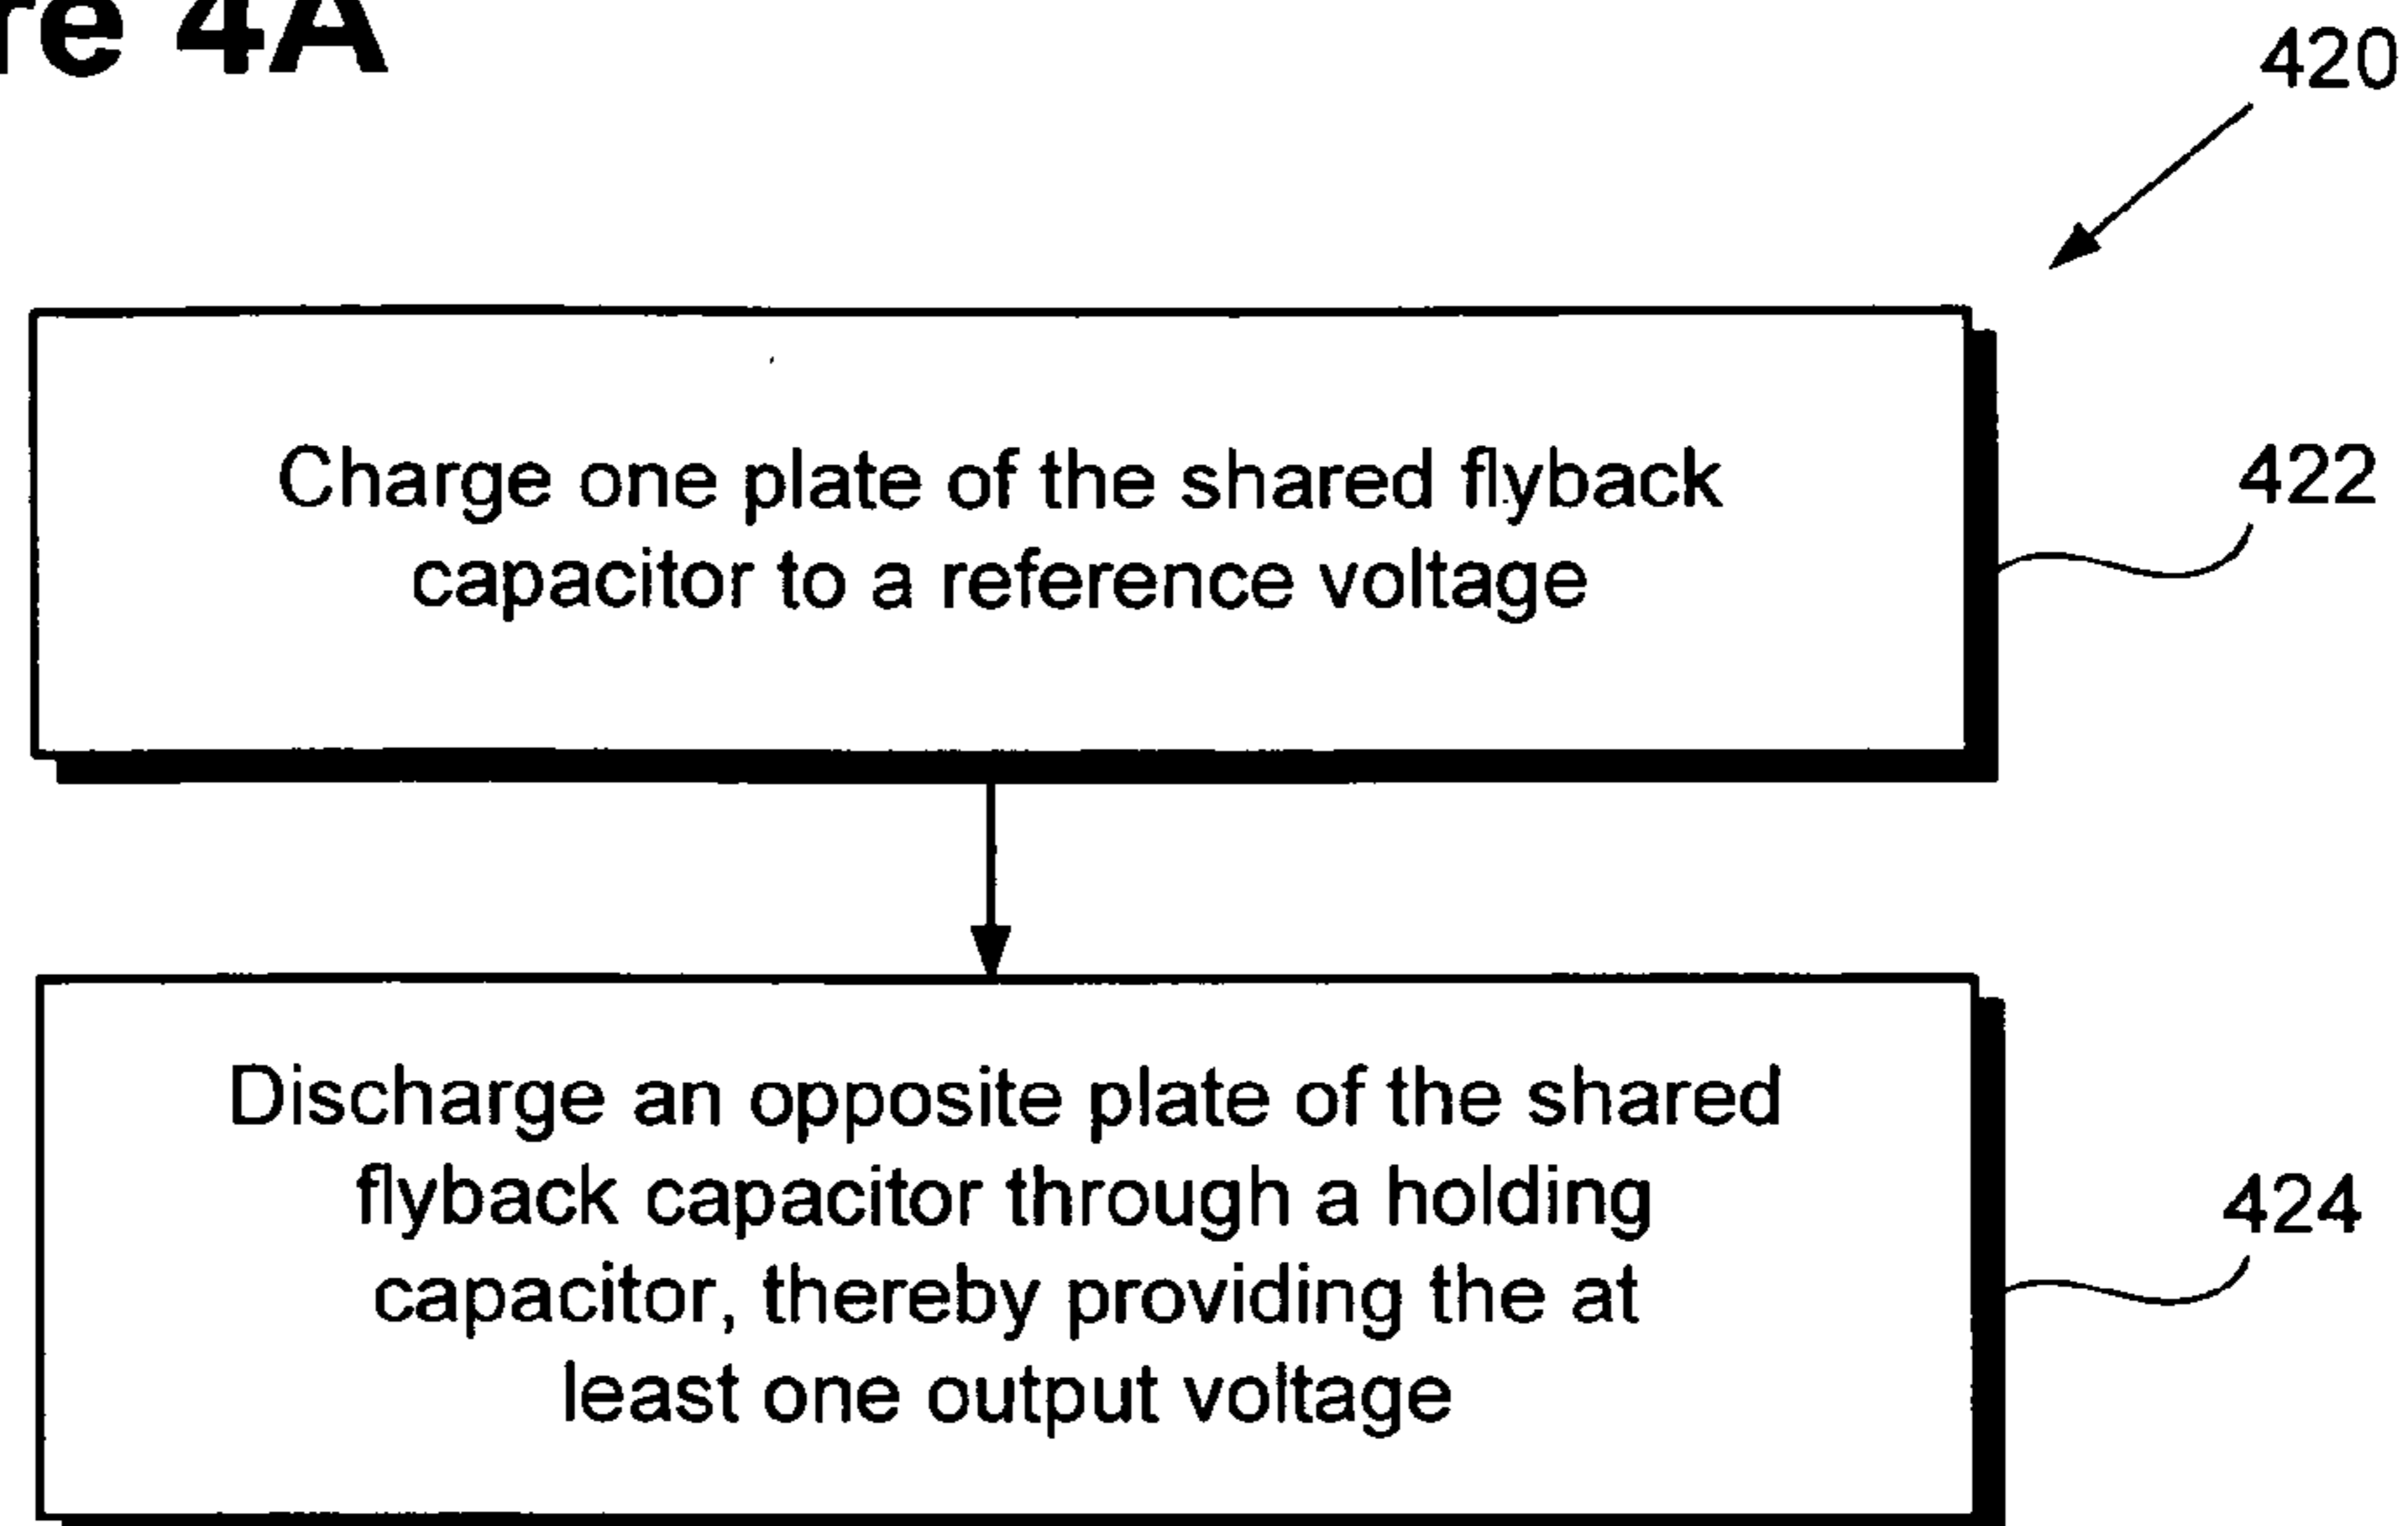 re 4A
420
Charge one plate of the shared flyback
capacitor to a reference voltage
422
Discharge an opposite plate of the shared
flyback capacitor through a holding
capacitor, thereby providing the at
least one output voltage
424